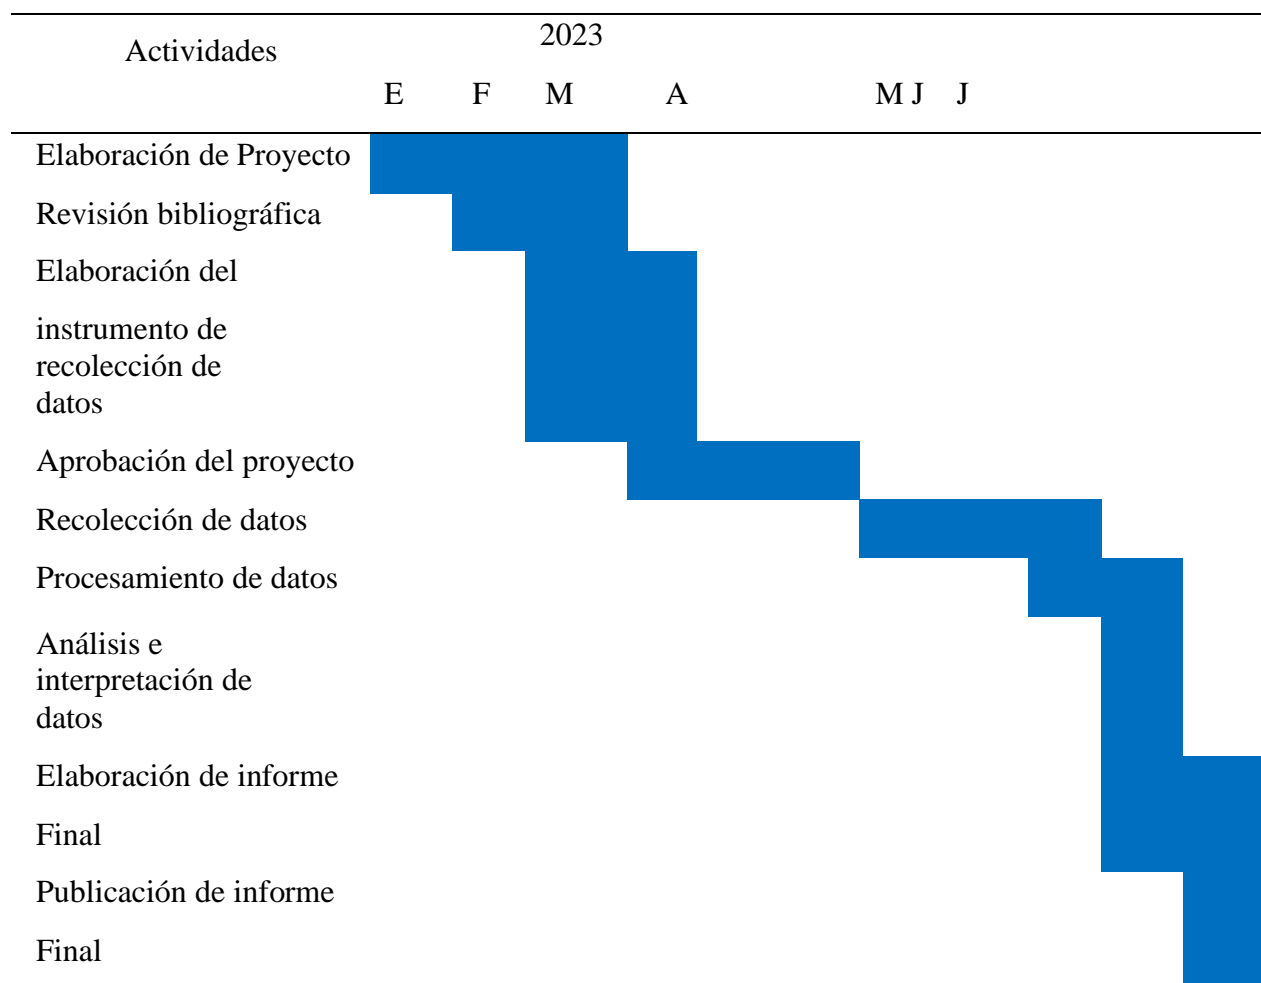 2023
Actividades
E F M A M J J
Elaboración de Proyecto
Revisión bibliográfica
Elaboración del
instrumento de
recolección de
datos
Aprobación del proyecto
Recolección de datos
Procesamiento de datos
Análisis e
interpretación de
datos
Elaboración de informe
Final
Publicación de informe
Final